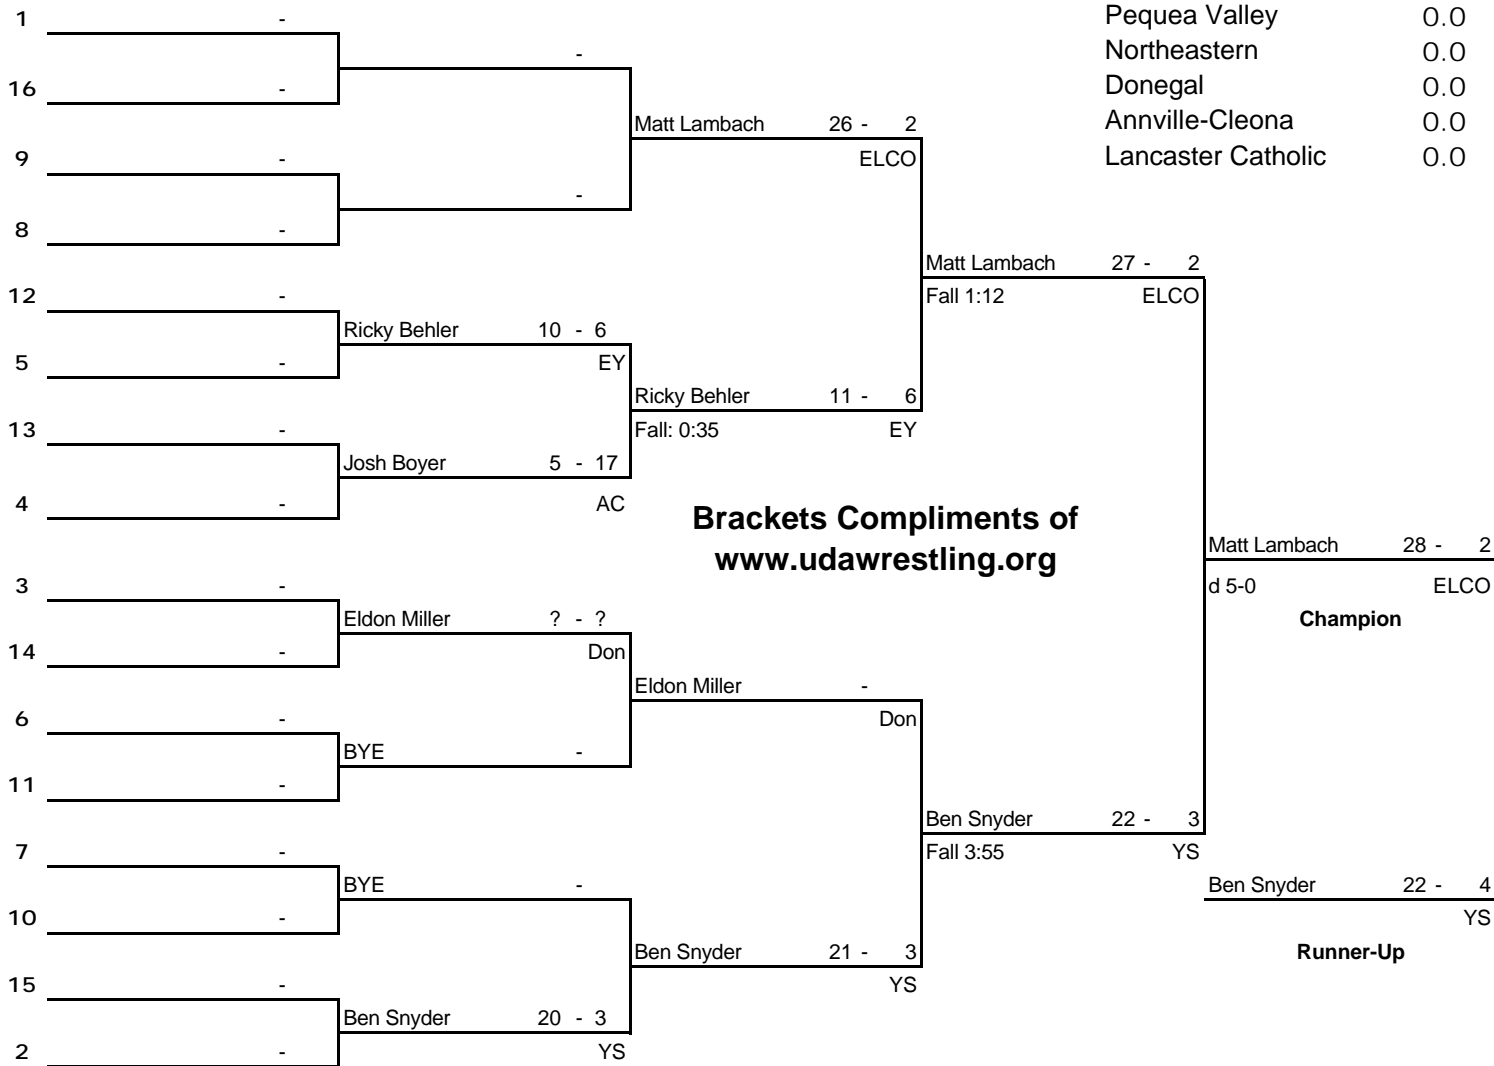 Pequea Valley 0.0
Northeastern 0.0
Donegal 0.0
Annville-Cleona 0.0
Lancaster Catholic 0.0
1 -
-
16 -
Matt Lambach 26 - 2
ELCO
9 -
-
8 -
Matt Lambach 27 - 2
Fall 1:12 ELCO
12 -
Ricky Behler 10 - 6
EY
5 -
Ricky Behler 11 - 6
Fall: 0:35 EY
13 -
Josh Boyer 5 - 17
AC
4 -
Brackets Compliments of
www.udawrestling.org
Matt Lambach 28 - 2
d 5-0 ELCO
Champion
3 -
Eldon Miller ? - ?
Don
14 -
Eldon Miller -
Don
6 -
BYE -
11 -
Ben Snyder 22 - 3
Fall 3:55 YS
7 -
BYE -
10 -
Ben Snyder 22 - 4
YS
Runner-Up
Ben Snyder 21 - 3
YS
15 -
Ben Snyder 20 - 3
YS
2 -